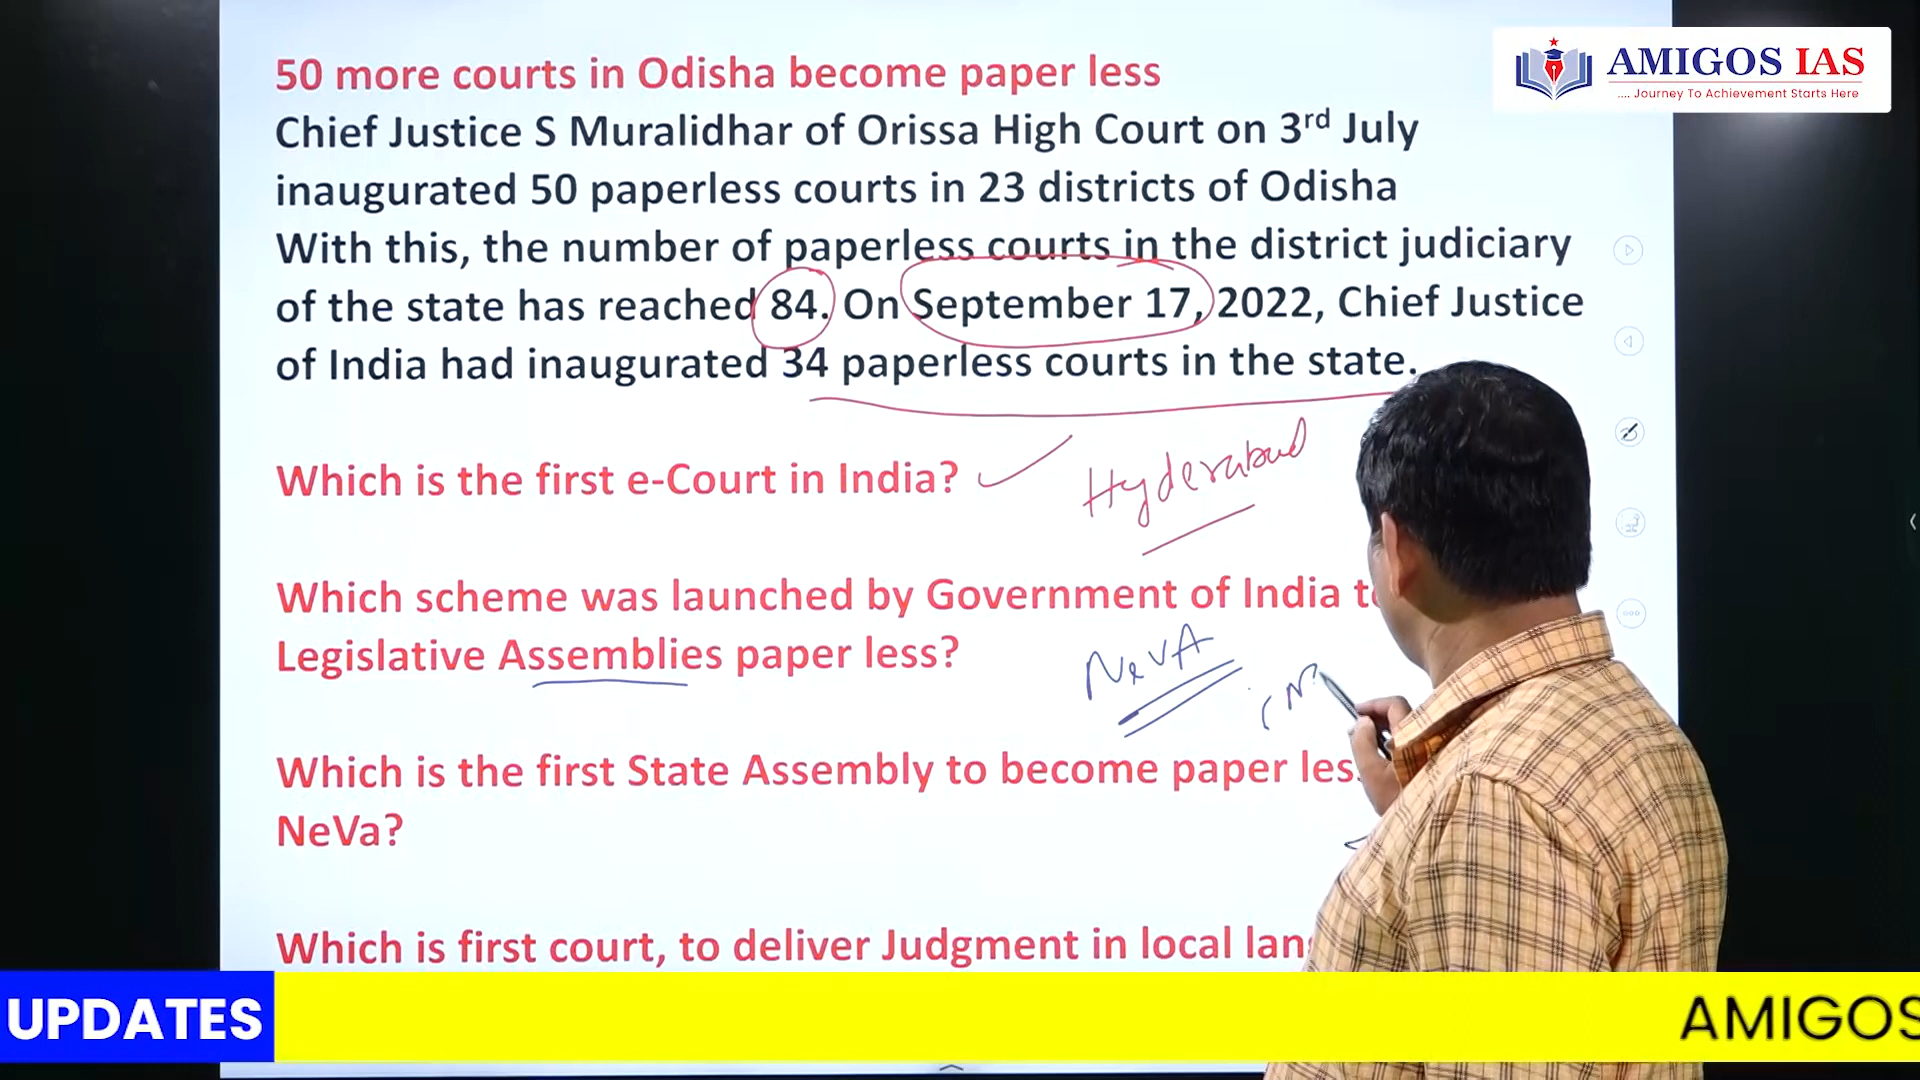 50 more courts in Odisha become paper less
AMIGOS IAS
.... Journey To Achievement Starts Here
Chief Justice S Muralidhar of Orissa High Court on 3rd July
inaugurated 50 paperless courts in 23 districts of Odisha
With this, the number of paperless courts in the district judiciary
of the state has reached 84. On September 17, 2022, Chief Justice
of India had inaugurated 34 paperless courts in the state.
Which is the first e-Court in India?
Hyderabad
Which scheme was launched by Government of India
Legislative Assemblies paper less?
NeVA
Which is the first State Assembly to become paper
NeVa?
Which is first court, to deliver Judgment in local
UPDATES
AMIGOS